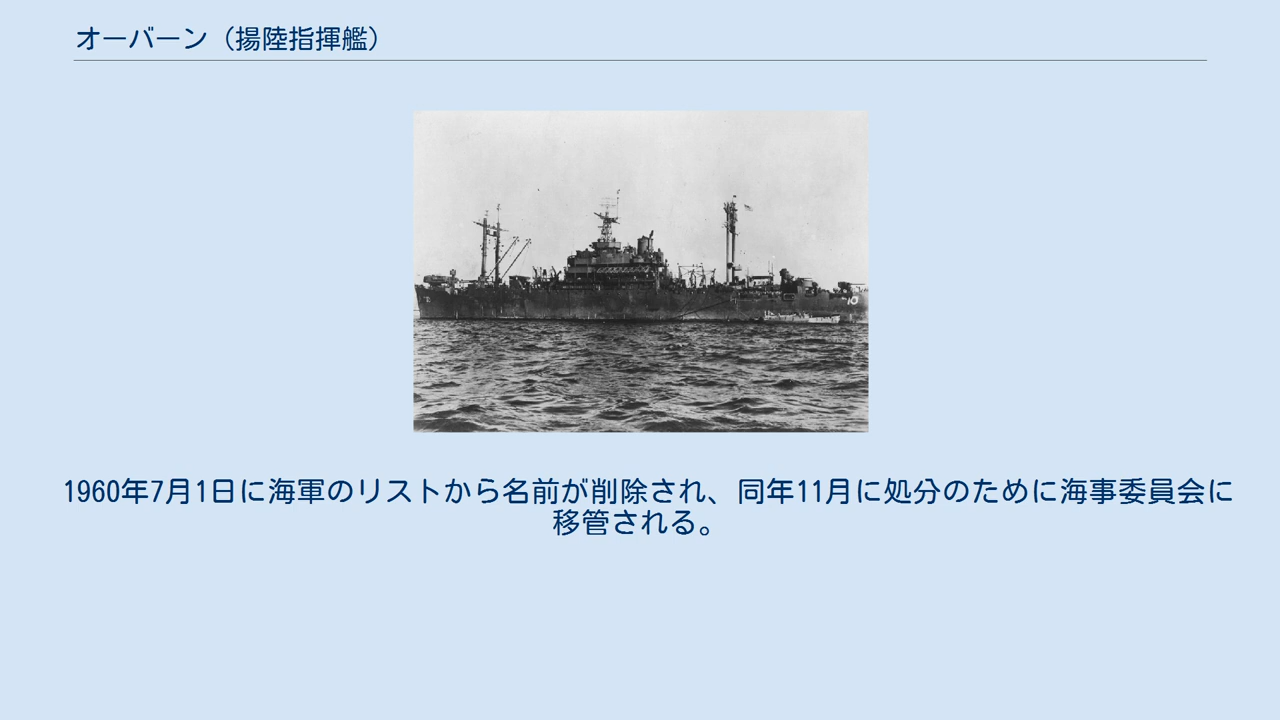 オーバーン（揚陸指揮艦）
10
1960年7月1日に海軍のリストから名前が削除され、同年11月に処分のために海事委員会に
移管される。